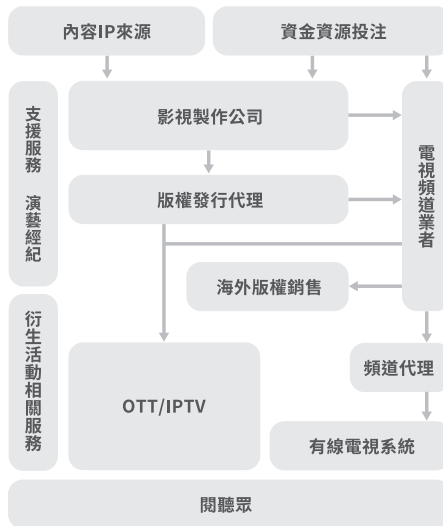 內容IP來源
資金資源投注
支援服務 演藝經紀
影視製作公司
電視頻道業者
版權發行代理
海外版權銷售
衍生活動相關服務
OTT/IPTV
頻道代理
有線電視系統
閱聽眾